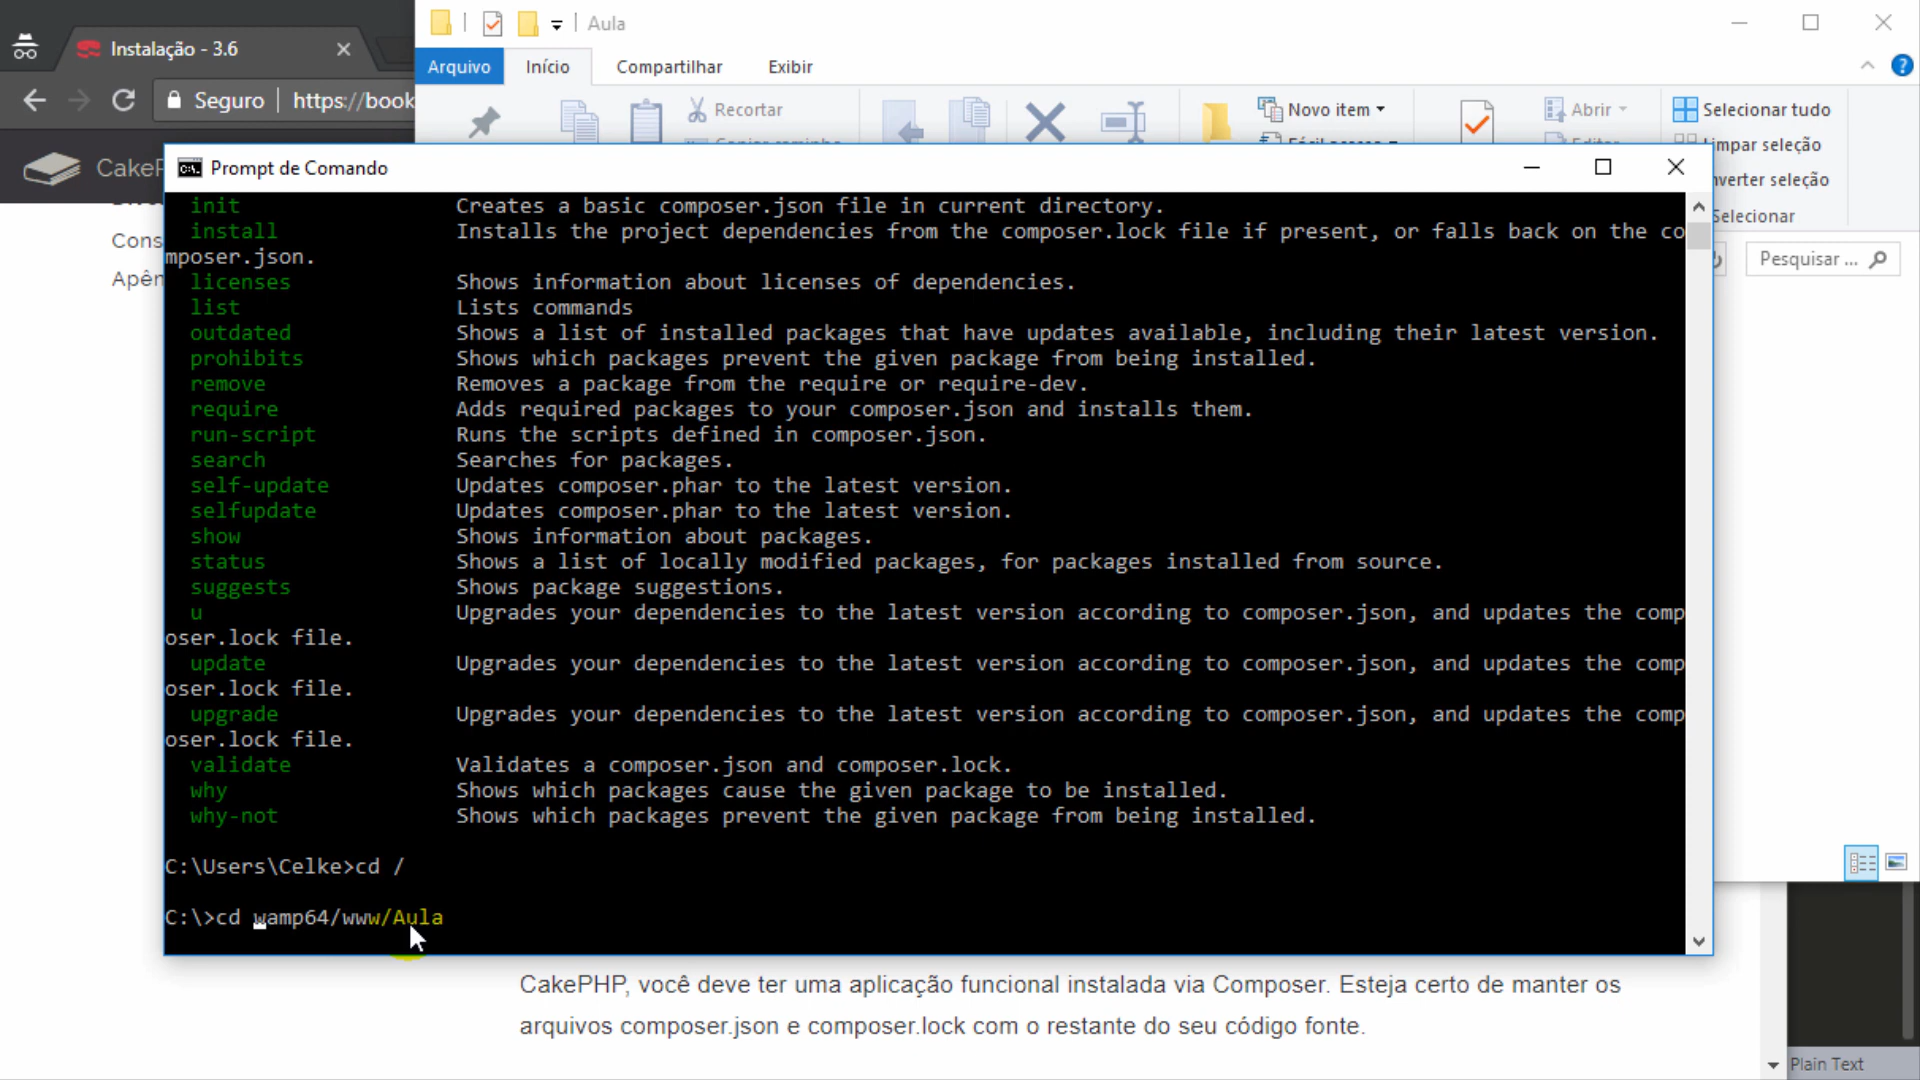 Aula
Instalação - 3.6
Arquivo
Início
Compartilhar
Exibir
Seguro
https://book
Recortar
Novo item
Abrir
Selecionar tudo
impar seleção
nverter seleção
Selecionar
CakeP
Prompt de Comando
Cons
Apên
Pesquisar ...
init Creates a basic composer.json file in current directory.
install Installs the project dependencies from the composer.lock file if present, or falls back on the co
mposer.json.
licenses Shows information about licenses of dependencies.
list Lists commands
outdated Shows a list of installed packages that have updates available, including their latest version.
prohibits Shows which packages prevent the given package from being installed.
remove Removes a package from the require or require-dev.
require Adds required packages to your composer.json and installs them.
run-script Runs the scripts defined in composer.json.
search Searches for packages.
self-update Updates composer.phar to the latest version.
selfupdate Updates composer.phar to the latest version.
show Shows information about packages.
status Shows a list of locally modified packages, for packages installed from source.
suggests Shows package suggestions.
u Upgrades your dependencies to the latest version according to composer.json, and updates the comp
oser.lock file.
update Upgrades your dependencies to the latest version according to composer.json, and updates the comp
oser.lock file.
upgrade Upgrades your dependencies to the latest version according to composer.json, and updates the comp
oser.lock file.
validate Validates a composer.json and composer.lock.
why Shows which packages cause the given package to be installed.
why-not Shows which packages prevent the given package from being installed.
C:\Users\Celke>cd /
C:\>cd wamp64/www/Aula
CakePHP, você deve ter uma aplicação funcional instalada via Composer. Esteja certo de manter os
arquivos composer.json e composer.lock com o restante do seu código fonte.
Plain Text